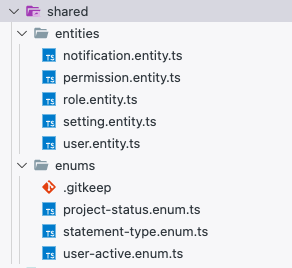 shared
entities
notification.entity.ts
permission.entity.ts
role.entity.ts
setting.entity.ts
user.entity.ts
enums
.gitkeep
project-status.enum.ts
statement-type.enum.ts
user-active.enum.ts